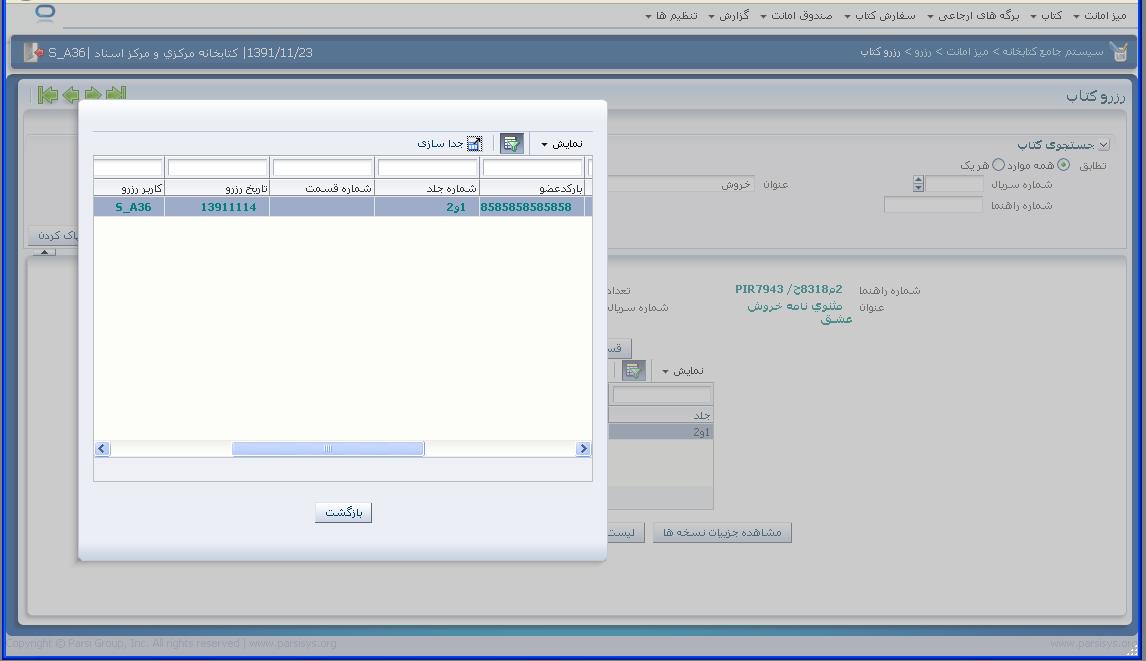 میز امانت کتاب برگه های ارجاعی سفارش کتاب صندوق امانت گزارش تنظیم ها
سیستم جامع کتابخانه > میز امانت > رزرو > رزرو کتاب
1391/11/23| کتابخانه مرکزي و مرکز اسناد |S_A36
رزرو کتاب
جستجوی کتاب
تطابق همه موارد هر یک
شماره سریال
عنوان خروش
شماره راهنما
پاک کردن
شماره راهنما 2م8318خ/ PIR7943
تعداد
عنوان مثنوي نامه خروش
عشق
شماره سریال
نمایش
جلد
1و2
مشاهده جزییات نسخه ها
لیست
نمایش جدا سازی
بارکدعضو شماره جلد شماره قسمت تاریخ رزرو کاربر رزرو
8585858585858 1و2 13911114 S_A36
بازگشت
Copyright © Parsi Group, Inc. All rights reserved | www.parsisys.org
www.parsisys.org